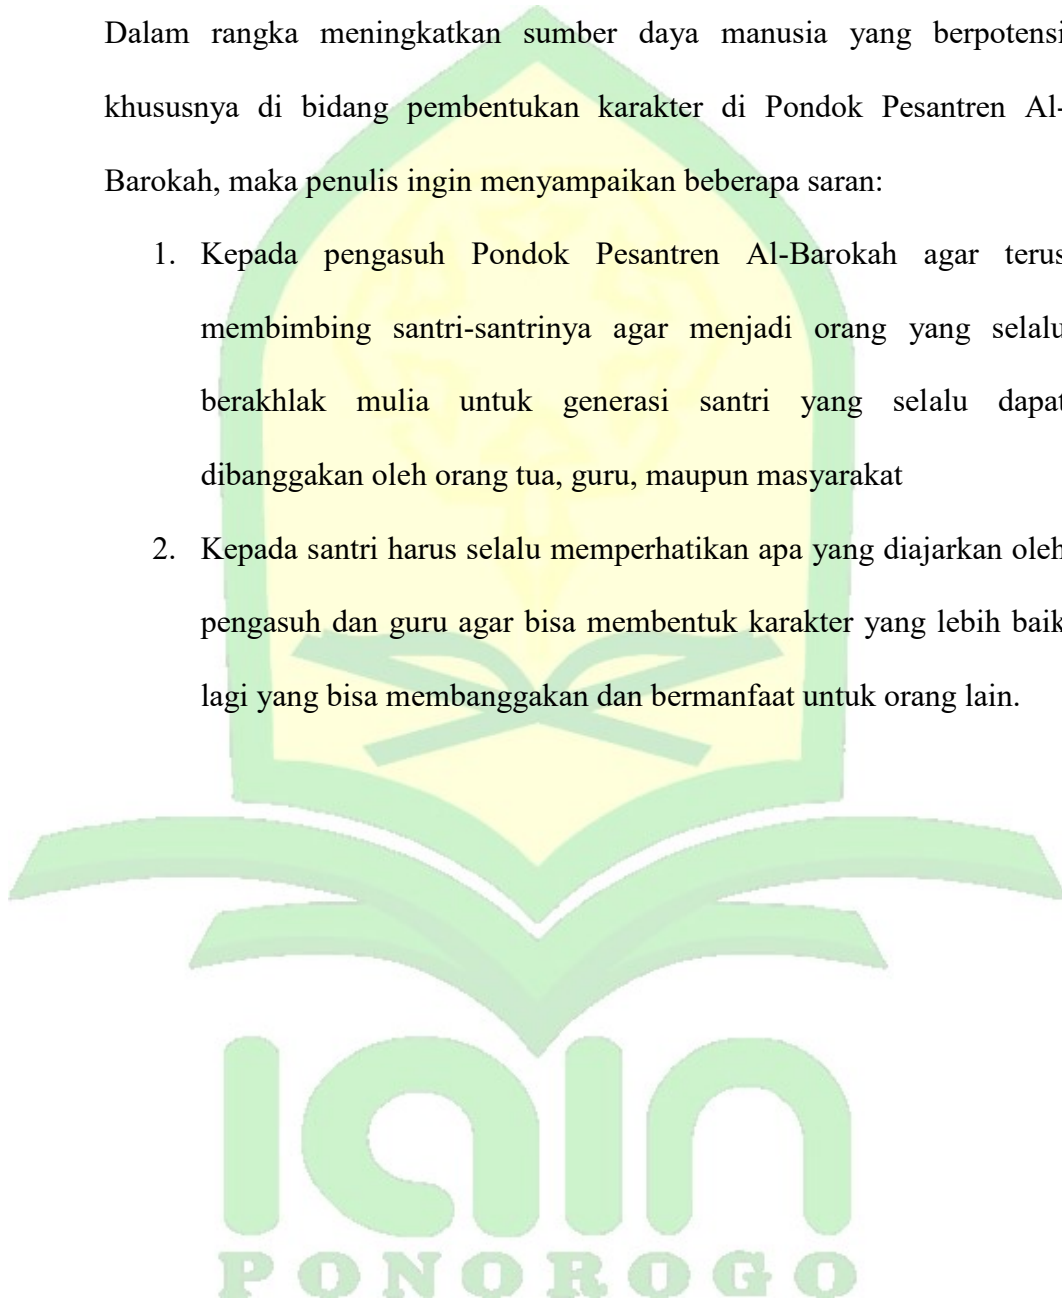 Dalam rangka meningkatkan sumber daya manusia yang berpotensi
khususnya di bidang pembentukan karakter di Pondok Pesantren Al-
Barokah, maka penulis ingin menyampaikan beberapa saran:
1. Kepada pengasuh Pondok Pesantren Al-Barokah agar terus
membimbing santri-santrinya agar menjadi orang yang selalu
berakhlak mulia untuk generasi santri yang selalu dapat
dibanggakan oleh orang tua, guru, maupun masyarakat
2. Kepada santri harus selalu memperhatikan apa yang diajarkan oleh
pengasuh dan guru agar bisa membentuk karakter yang lebih baik
lagi yang bisa membanggakan dan bermanfaat untuk orang lain.
IAIN
PONOROGO